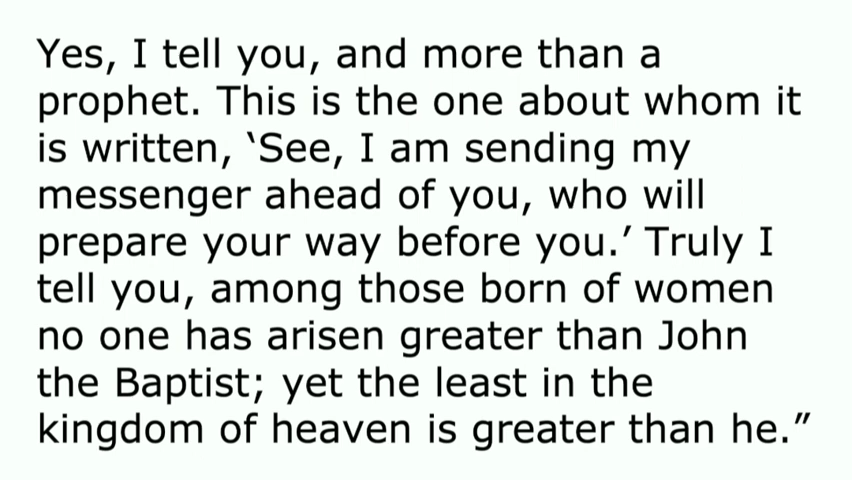 Yes, I tell you, and more than a
prophet. This is the one about whom it
is written, ‘See, I am sending my
messenger ahead of you, who will
prepare your way before you.’ Truly I
tell you, among those born of women
no one has arisen greater than John
the Baptist; yet the least in the
kingdom of heaven is greater than he.”